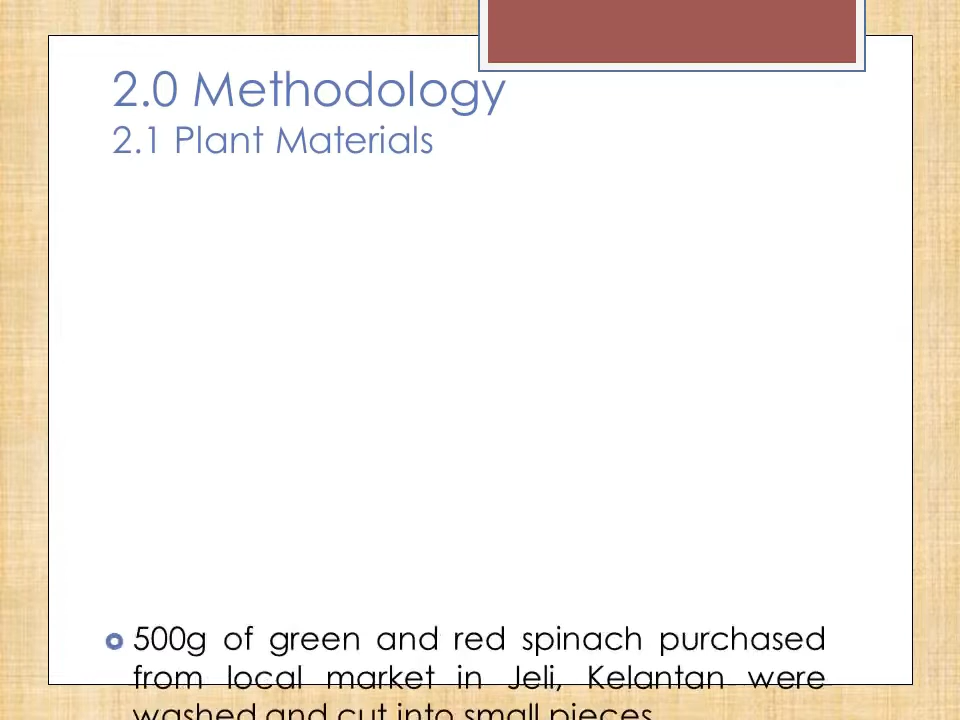 2.0 Methodology
2.1 Plant Materials
500g of green and red spinach purchased
from local market in Jeli, Kelantan were
washed and cut into small pieces